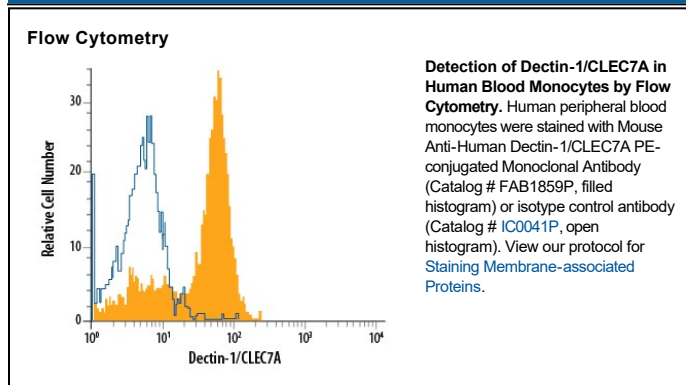 Flow Cytometry
Detection of Dectin-1/CLEC7A in
Human Blood Monocytes by Flow
Cytometry. Human peripheral blood
monocytes were stained with Mouse
Anti-Human Dectin-1/CLEC7A PE-
conjugated Monoclonal Antibody
(Catalog # FAB1859P, filled
histogram) or isotype control antibody
(Catalog # IC0041P, open
histogram). View our protocol for
Staining Membrane-associated
Proteins.
Relative Cell Number
30
20
10
0
10⁰ 10¹ 10² 10³ 10⁴
Dectin-1/CLEC7A